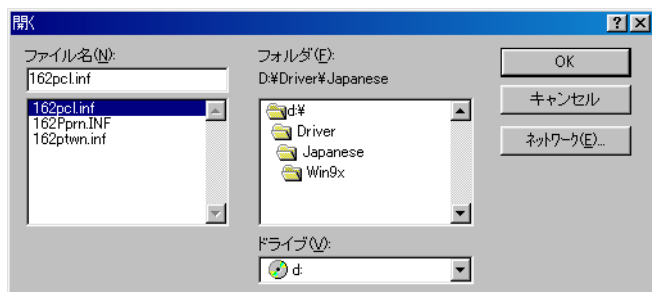 開く
ファイル名(N):
162pcl.inf
162pcl.inf
162Pprn.INF
162ptwn.inf
フォルダ(F):
D:¥Driver¥Japanese
d:¥
Driver
Japanese
Win9x
ドライブ(V):
d:
OK
キャンセル
ネットワーク(E)...